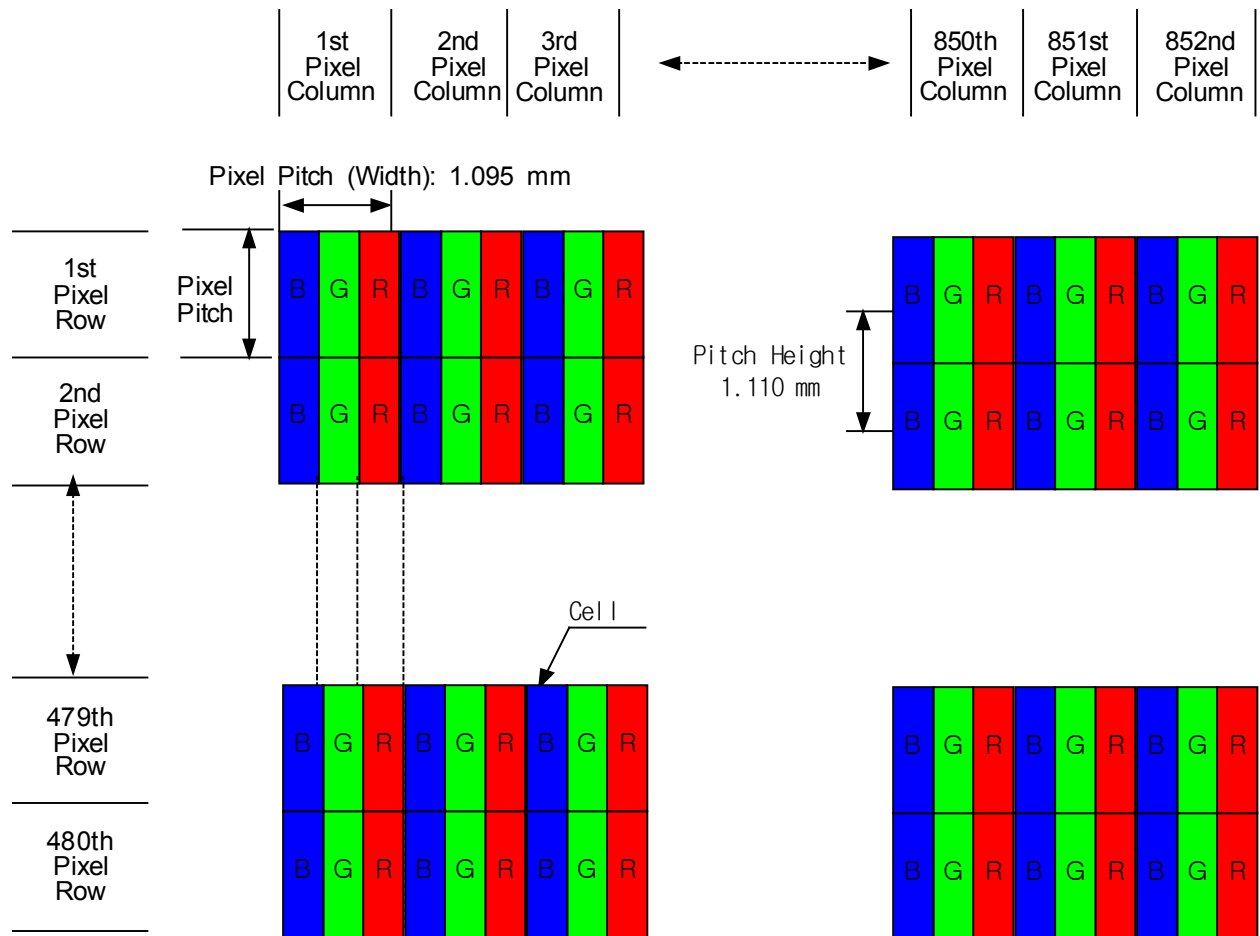 1st
Pixel
Column
2nd
Pixel
Column
3rd
Pixel
Column
850th
Pixel
Column
851st
Pixel
Column
852nd
Pixel
Column
Pixel Pitch (Width): 1.095 mm
1st
Pixel
Row
Pixel
Pitch
B G R B G R B G R
B G R B G R B G R
2nd
Pixel
Row
B G R B G R B G R
Pitch Height
1.110 mm
B G R B G R B G R
Cell
479th
Pixel
Row
B G R B G R B G R
B G R B G R B G R
480th
Pixel
Row
B G R B G R B G R
B G R B G R B G R